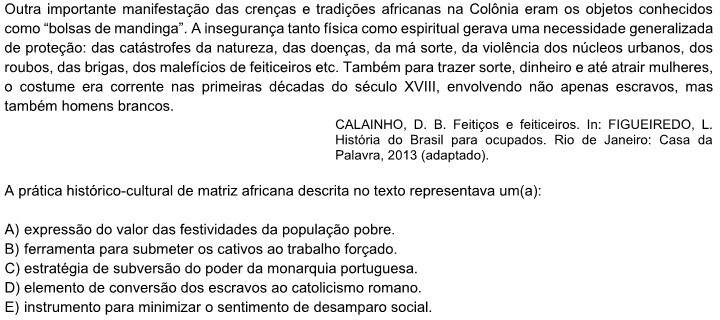 Outra importante manifestação das crenças e tradições africanas na Colônia eram os objetos conhecidos
como “bolsas de mandinga”. A insegurança tanto física como espiritual gerava uma necessidade generalizada
de proteção: das catástrofes da natureza, das doenças, da má sorte, da violência dos núcleos urbanos, dos
roubos, das brigas, dos malefícios de feiticeiros etc. Também para trazer sorte, dinheiro e até atrair mulheres,
o costume era corrente nas primeiras décadas do século XVIII, envolvendo não apenas escravos, mas
também homens brancos.
CALAINHO, D. B. Feitiços e feiticeiros. In: FIGUEIREDO, L.
História do Brasil para ocupados. Rio de Janeiro: Casa da
Palavra, 2013 (adaptado).
A prática histórico-cultural de matriz africana descrita no texto representava um(a):
A) expressão do valor das festividades da população pobre.
B) ferramenta para submeter os cativos ao trabalho forçado.
C) estratégia de subversão do poder da monarquia portuguesa.
D) elemento de conversão dos escravos ao catolicismo romano.
E) instrumento para minimizar o sentimento de desamparo social.